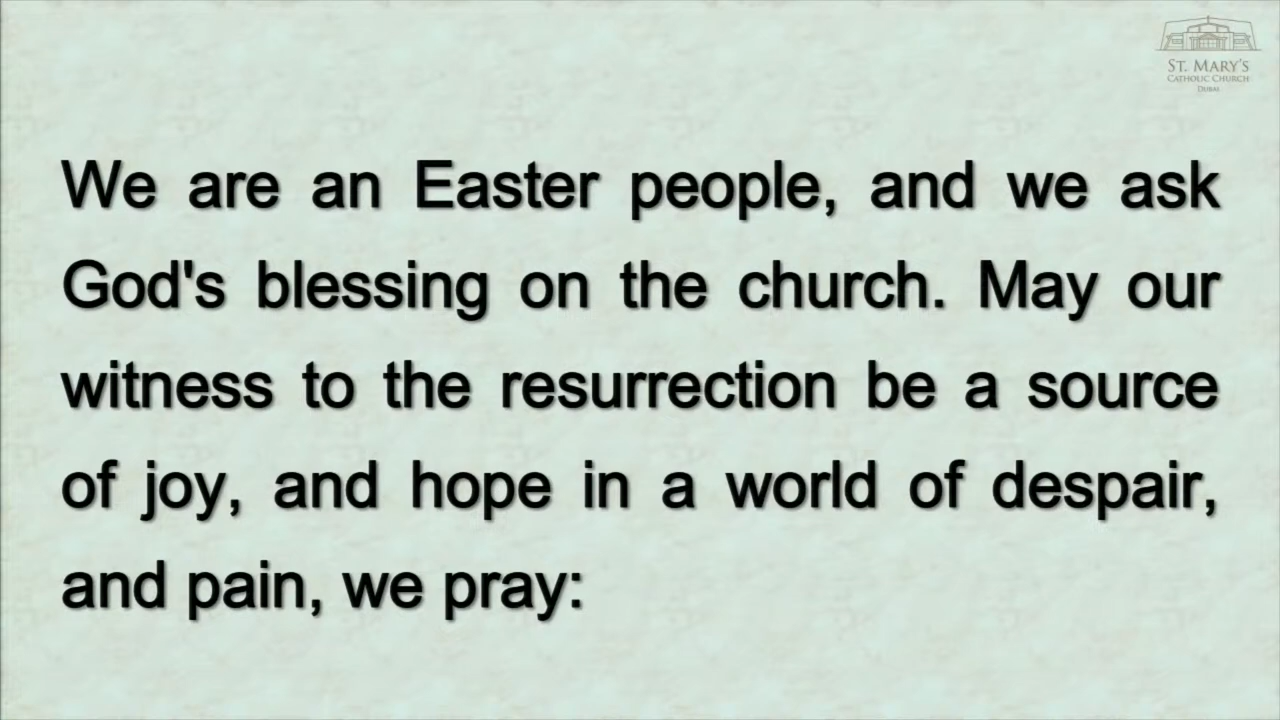 ST. MARY'S
CATHOLIC CHURCH
DUBAI
We are an Easter people, and we ask
God's blessing on the church. May our
witness to the resurrection be a source
of joy, and hope in a world of despair,
and pain, we pray: